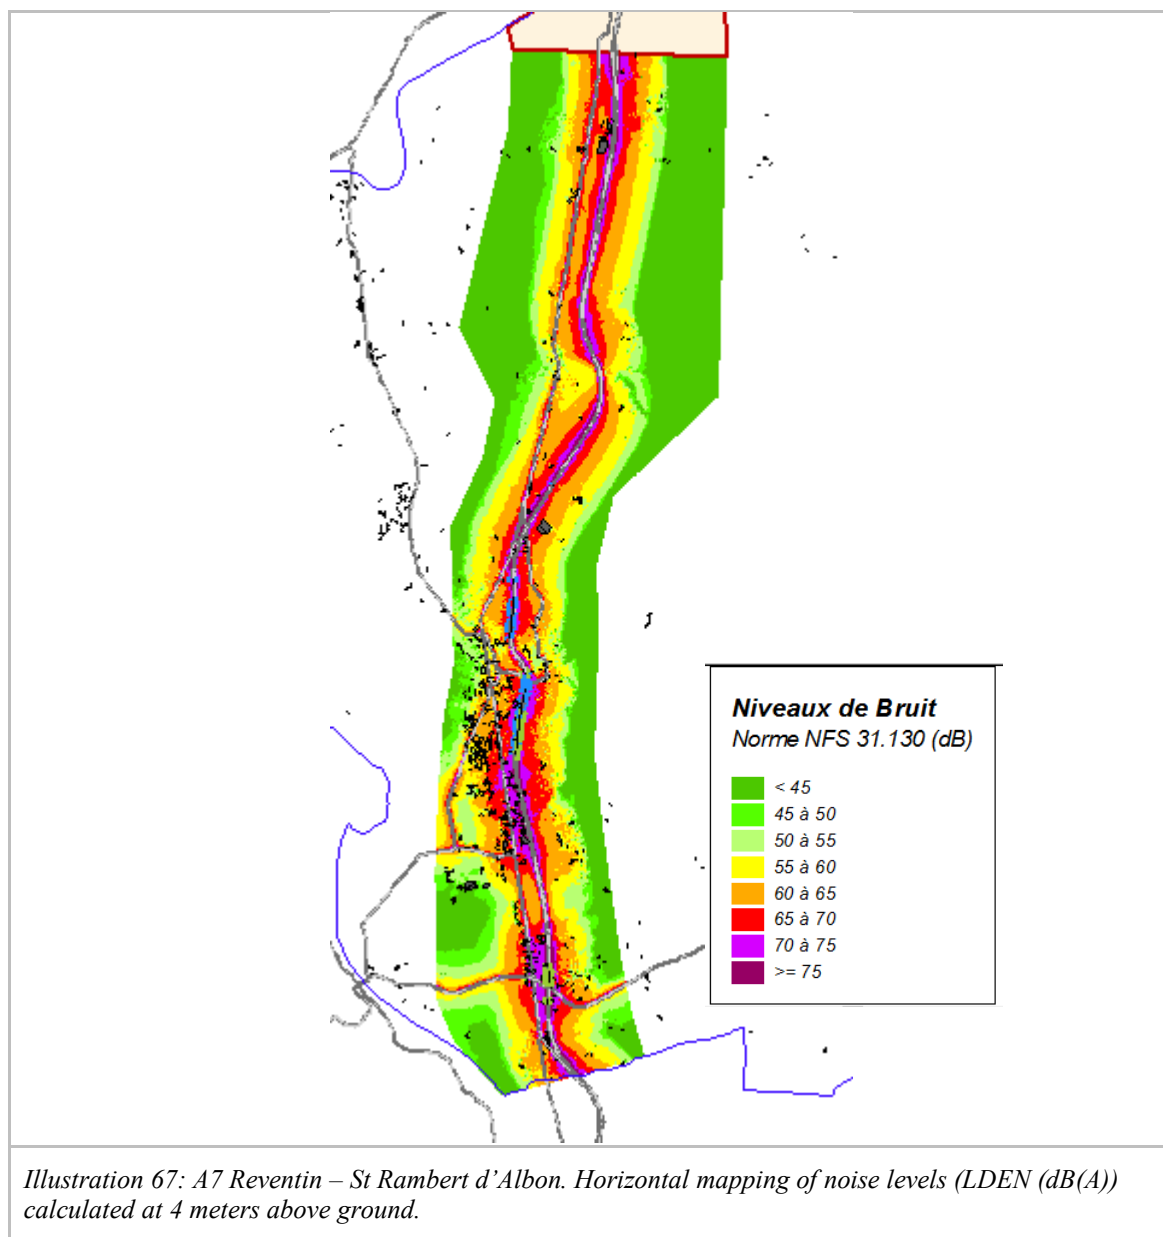 Niveaux de Bruit
Norme NFS 31.130 (dB)
< 45
45 à 50
50 à 55
55 à 60
60 à 65
65 à 70
70 à 75
>= 75
Illustration 67: A7 Reventin – St Rambert d’Albon. Horizontal mapping of noise levels (LDEN (dB(A))
calculated at 4 meters above ground.